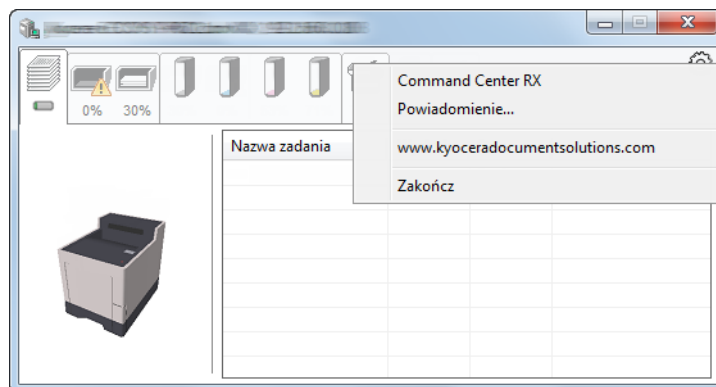 0%
30%
Nazwa zadania
Command Center RX
Powiadomienie...
www.kyoceradocumentsolutions.com
Zakończ